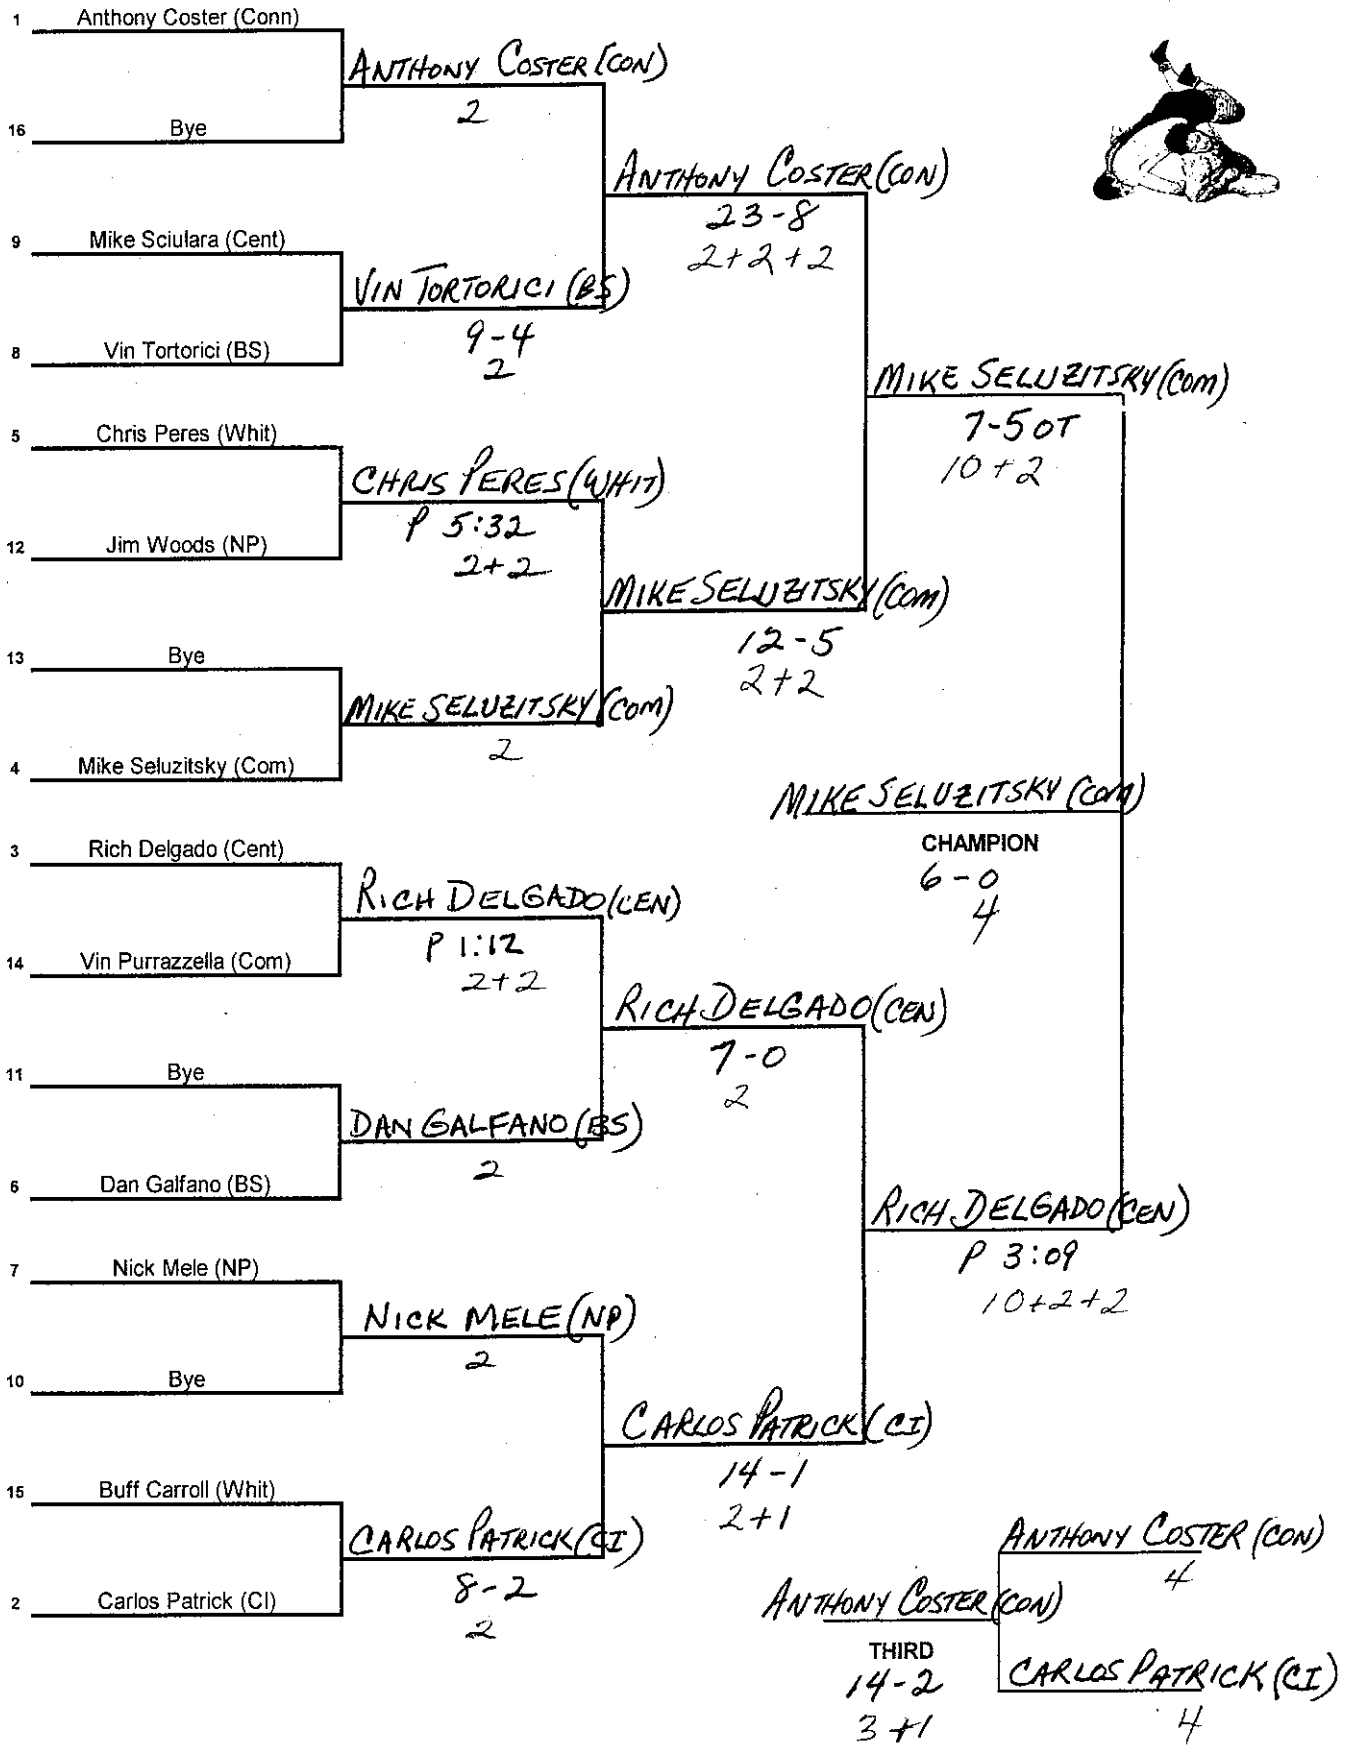 1 Anthony Coster (Conn)
ANTHONY COSTER (CON)
2
16 Bye
ANTHONY COSTER (CON)
23-8
2+2+2
9 Mike Sciulara (Cent)
VIN TORTORICI (BS)
9-4
2
8 Vin Tortorici (BS)
MIKE SELUZITSKY (COM)
7-5 OT
10+2
5 Chris Peres (Whit)
CHRIS PERES (WHIT)
P 5:32
2+2
12 Jim Woods (NP)
MIKE SELUZITSKY (COM)
12-5
2+2
13 Bye
MIKE SELUZITSKY (COM)
2
4 Mike Seluzitsky (Com)
MIKE SELUZITSKY (COM)
CHAMPION
6-0
4
3 Rich Delgado (Cent)
RICH DELGADO (CEN)
P 1:12
2+2
14 Vin Purrazzella (Com)
RICH DELGADO (CEN)
7-0
2
11 Bye
DAN GALFANO (BS)
2
6 Dan Galfano (BS)
RICH DELGADO (CEN)
P 3:09
10+2+2
7 Nick Mele (NP)
NICK MELE (NP)
2
10 Bye
CARLOS PATRICK (CI)
14-1
2+1
15 Buff Carroll (Whit)
CARLOS PATRICK (CI)
8-2
2
2 Carlos Patrick (CI)
ANTHONY COSTER (CON)
4
ANTHONY COSTER (CON)
THIRD
14-2
3+1
CARLOS PATRICK (CI)
4